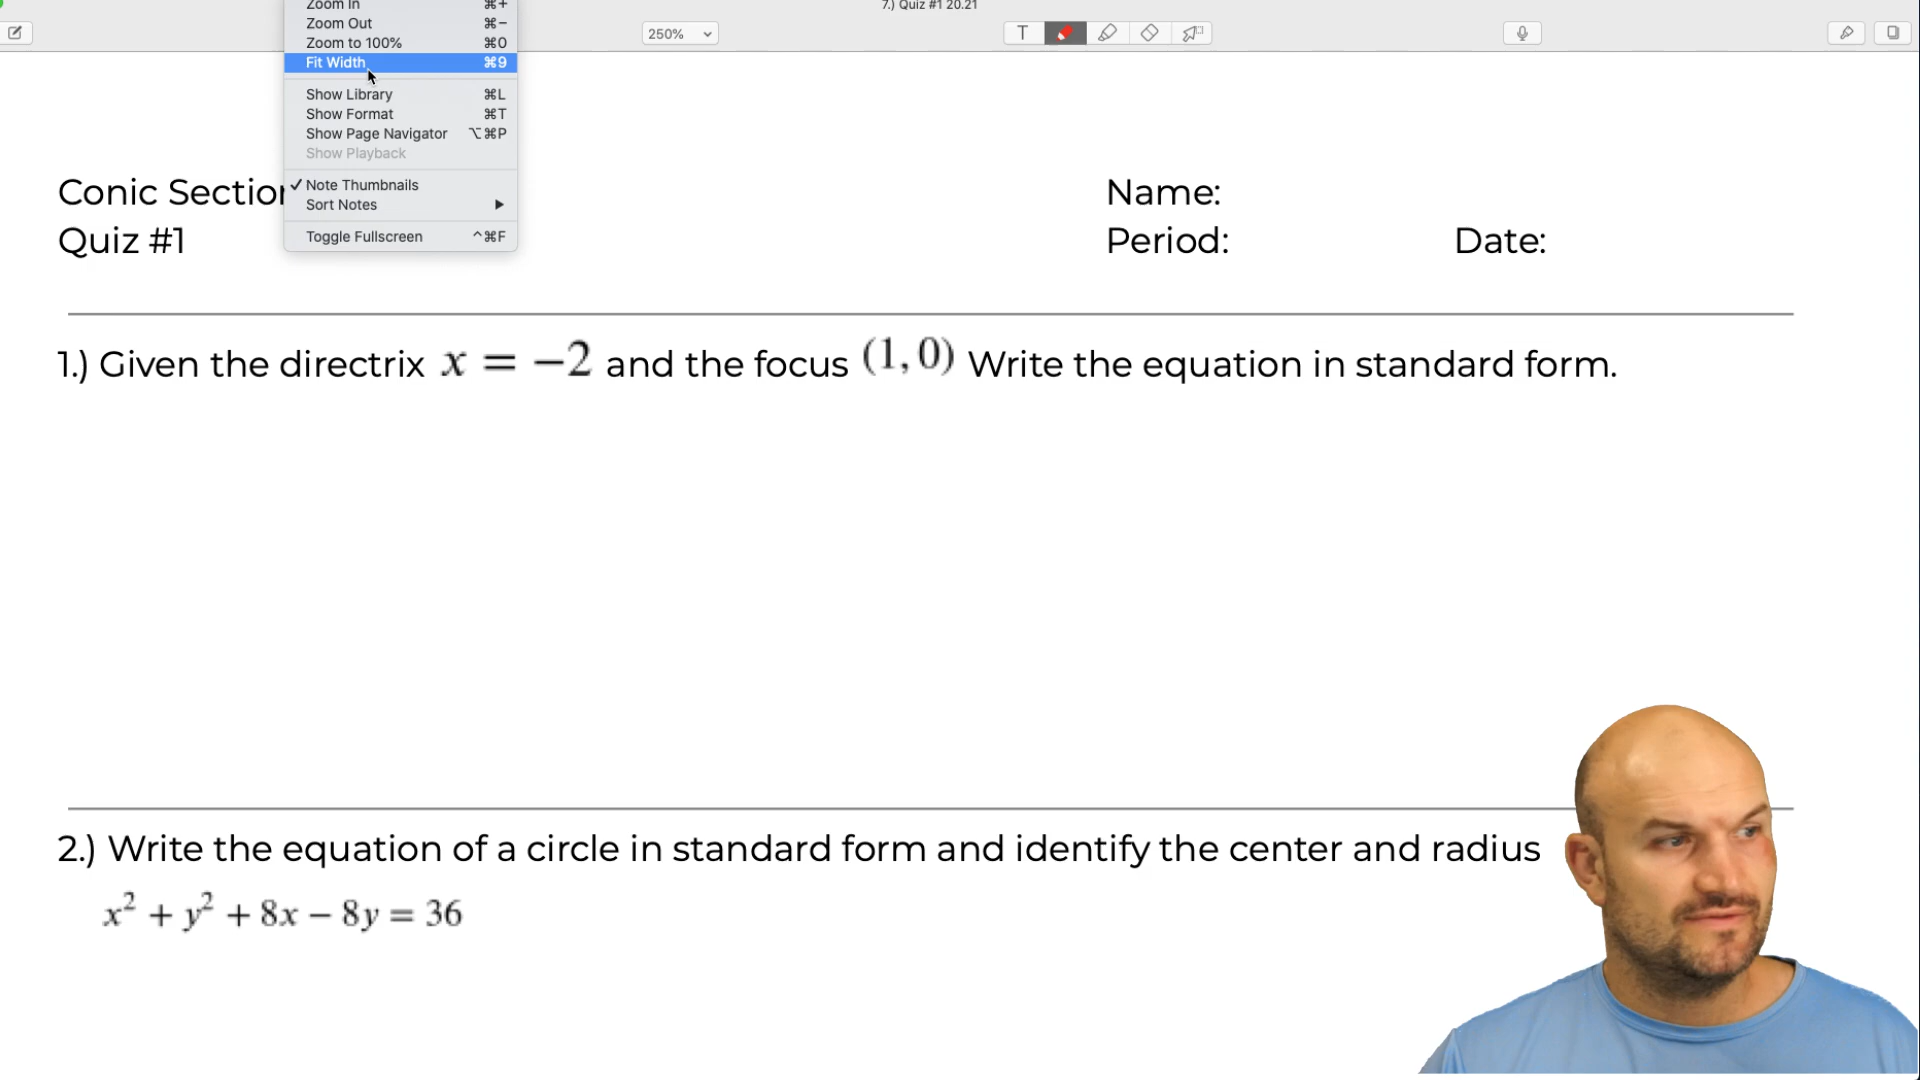 7.) Quiz #1 20.21
Zoom In ⌘+
Zoom Out ⌘−
Zoom to 100% ⌘0
Fit Width ⌘9
Show Library ⌘L
Show Format ⌘T
Show Page Navigator ⌥⌘P
Show Playback
✓ Note Thumbnails
Sort Notes ▶
Toggle Fullscreen ^⌘F
250%
T
Conic Section
Quiz #1
Name:
Period: Date:
1.) Given the directrix x = −2 and the focus (1, 0) Write the equation in standard form.
2.) Write the equation of a circle in standard form and identify the center and radius
x² + y² + 8x − 8y = 36